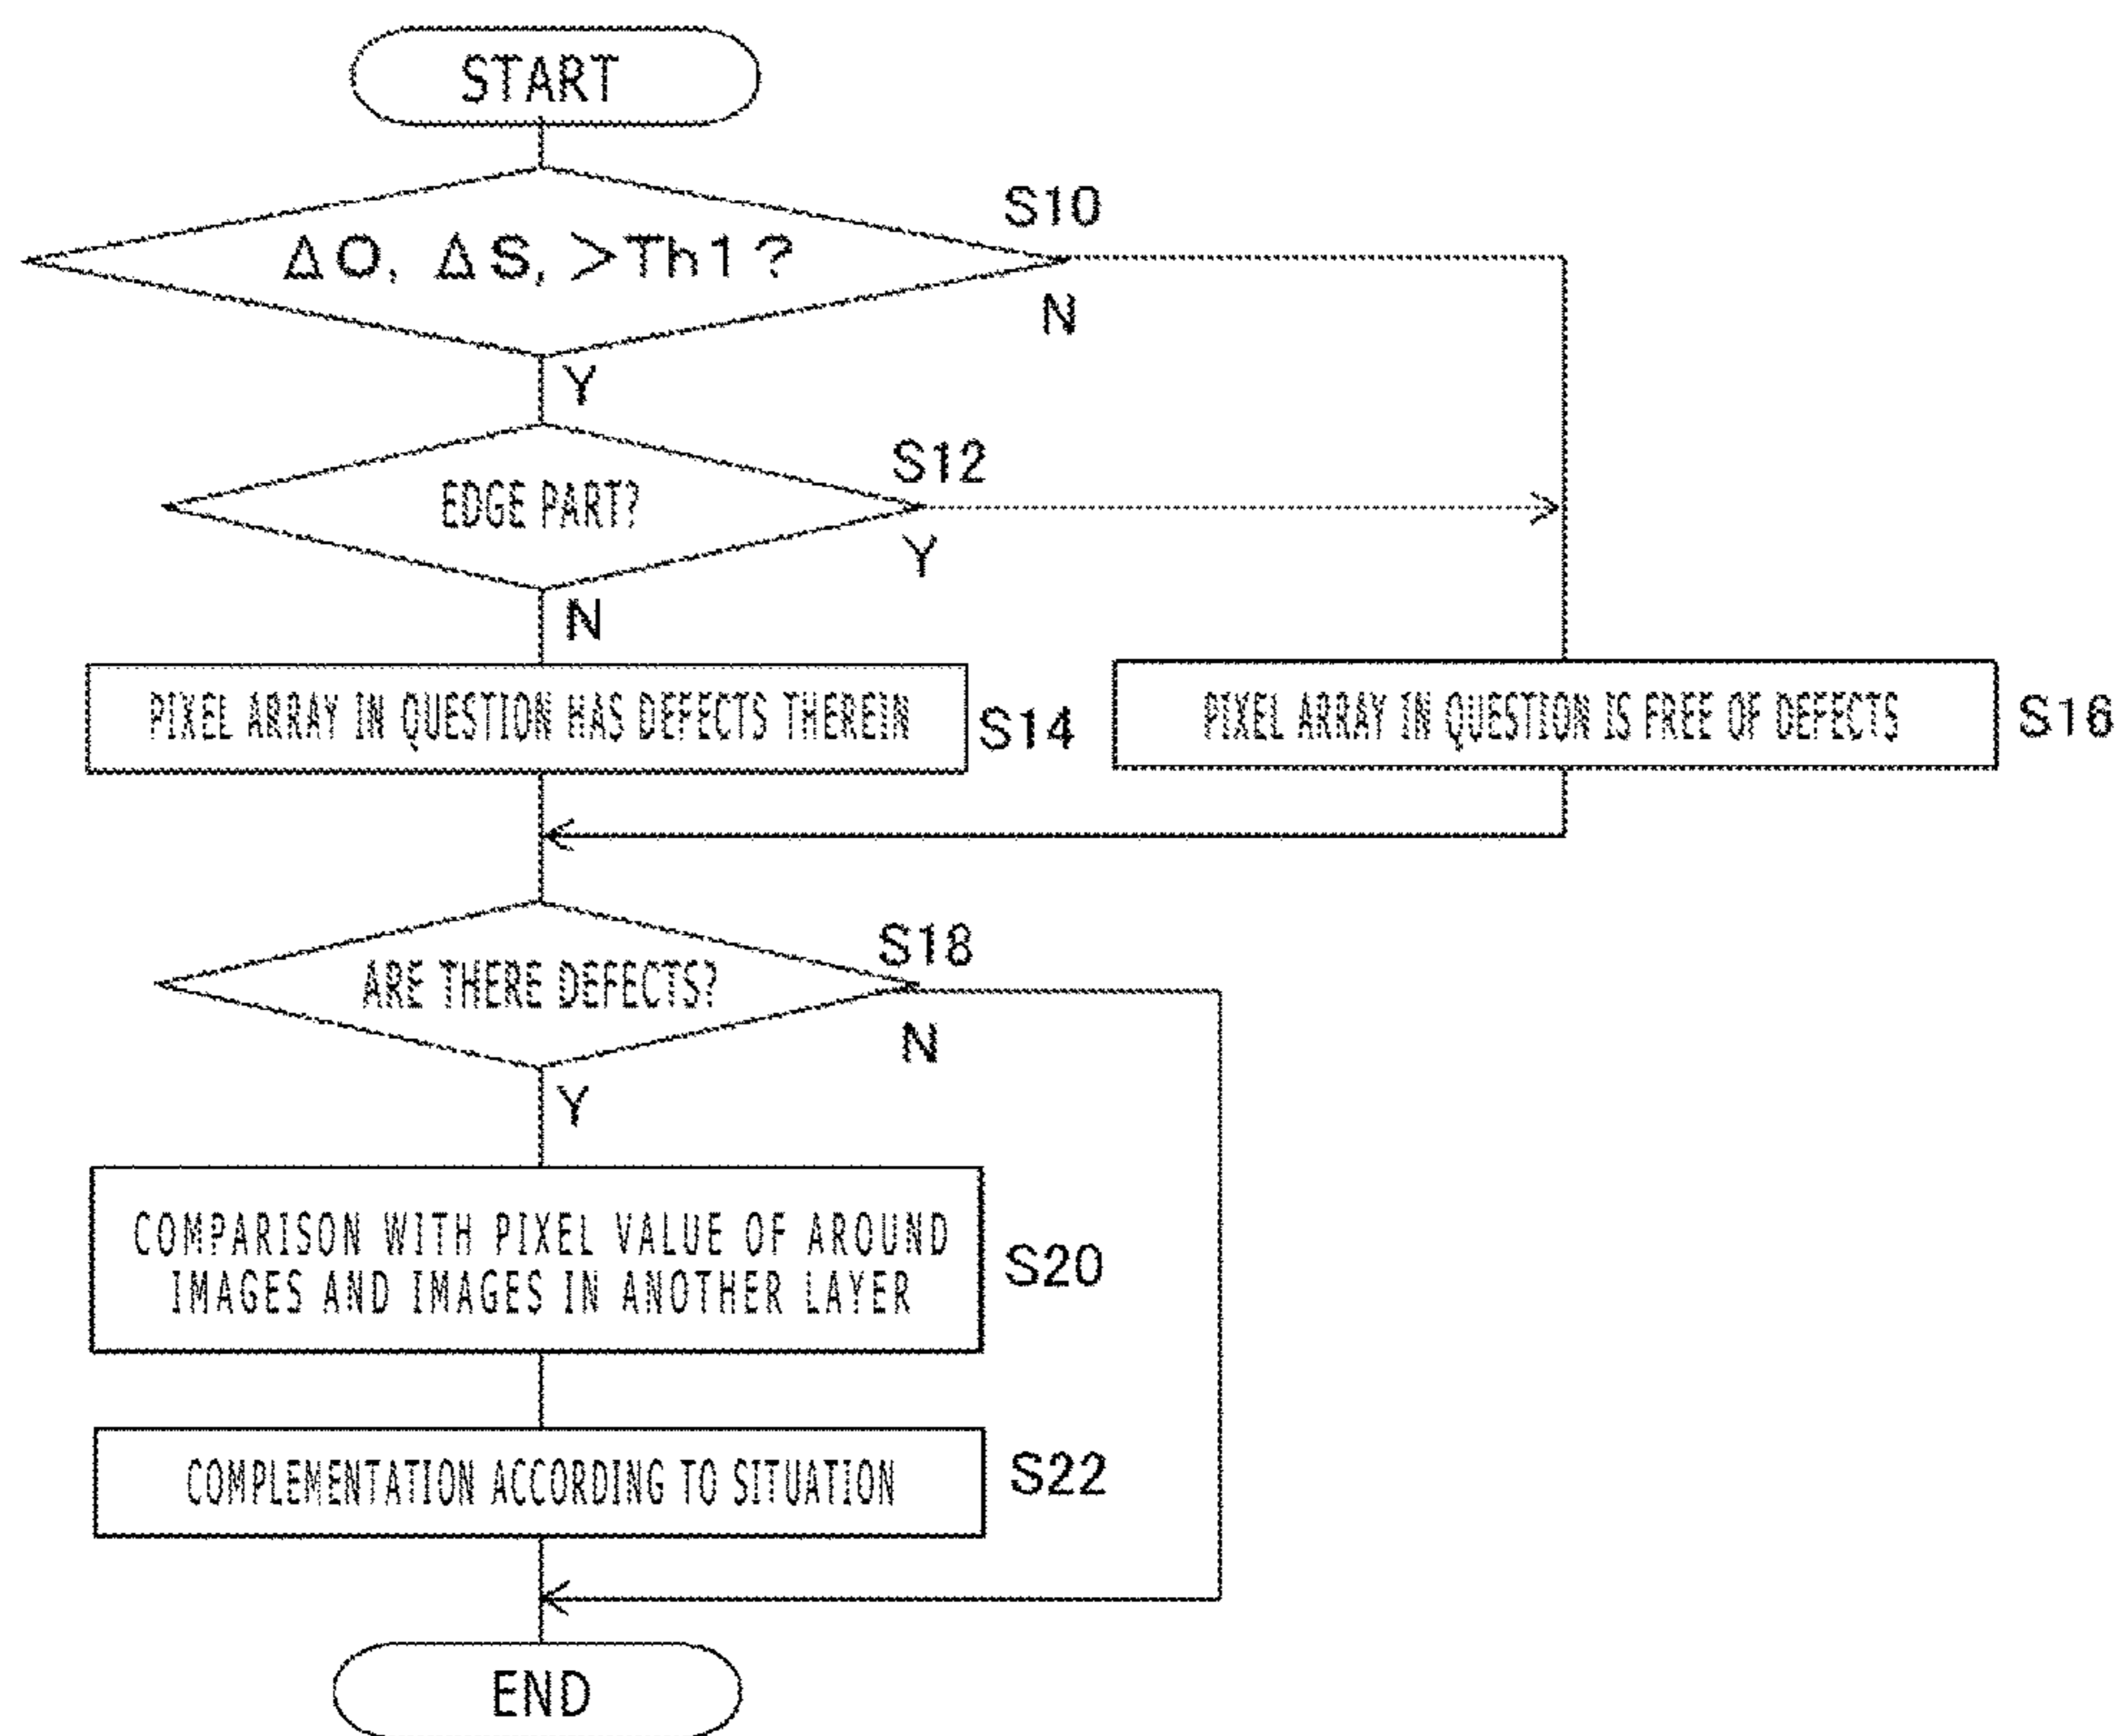 START
S10
ΔO, ΔS, >Th1?
N
Y
S12
EDGE PART?
Y
N
PIXEL ARRAY IN QUESTION HAS DEFECTS THEREIN
S14
PIXEL ARRAY IN QUESTION IS FREE OF DEFECTS
S16
S18
ARE THERE DEFECTS?
N
Y
COMPARISON WITH PIXEL VALUE OF AROUND
IMAGES AND IMAGES IN ANOTHER LAYER
S20
COMPLEMENTATION ACCORDING TO SITUATION
S22
END